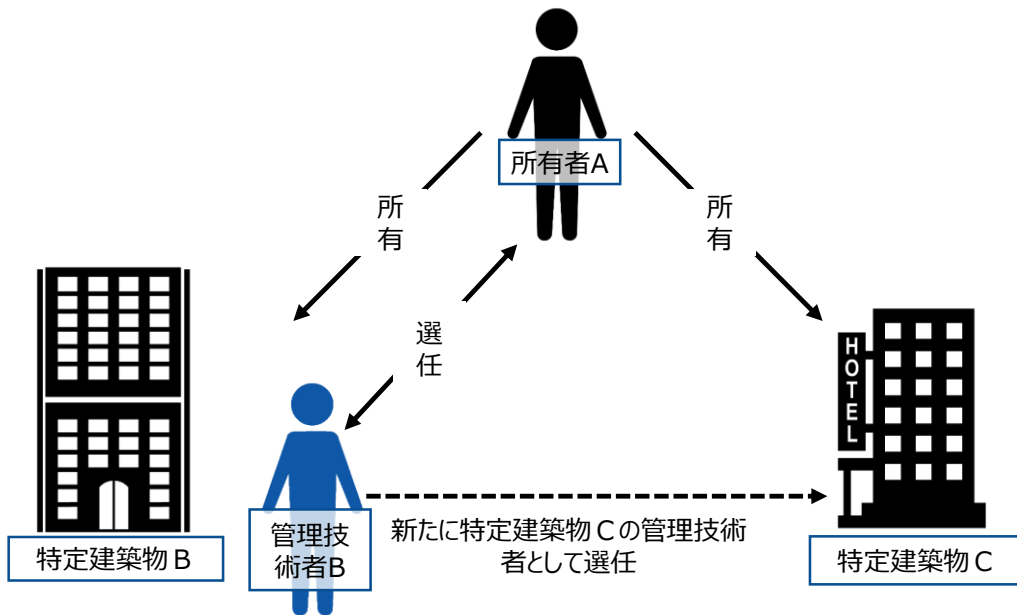 所有者A
所有
所有
選任
HOTEL
管理技
術者B
新たに特定建築物Cの管理技術
者として選任
特定建築物B
特定建築物C